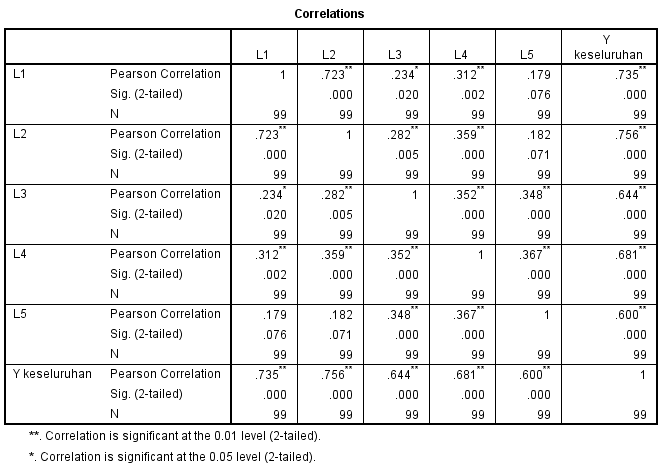 Correlations
L1 L2 L3 L4 L5 Y keseluruhan
L1 Pearson Correlation 1 .723** .234* .312** .179 .735**
Sig. (2-tailed) .000 .020 .002 .076 .000
N 99 99 99 99 99 99
L2 Pearson Correlation .723** 1 .282** .359** .182 .756**
Sig. (2-tailed) .000 .005 .000 .071 .000
N 99 99 99 99 99 99
L3 Pearson Correlation .234* .282** 1 .352** .348** .644**
Sig. (2-tailed) .020 .005 .000 .000 .000
N 99 99 99 99 99 99
L4 Pearson Correlation .312** .359** .352** 1 .367** .681**
Sig. (2-tailed) .002 .000 .000 .000 .000
N 99 99 99 99 99 99
L5 Pearson Correlation .179 .182 .348** .367** 1 .600**
Sig. (2-tailed) .076 .071 .000 .000 .000
N 99 99 99 99 99 99
Y keseluruhan Pearson Correlation .735** .756** .644** .681** .600** 1
Sig. (2-tailed) .000 .000 .000 .000 .000
N 99 99 99 99 99 99
**. Correlation is significant at the 0.01 level (2-tailed).
*. Correlation is significant at the 0.05 level (2-tailed).